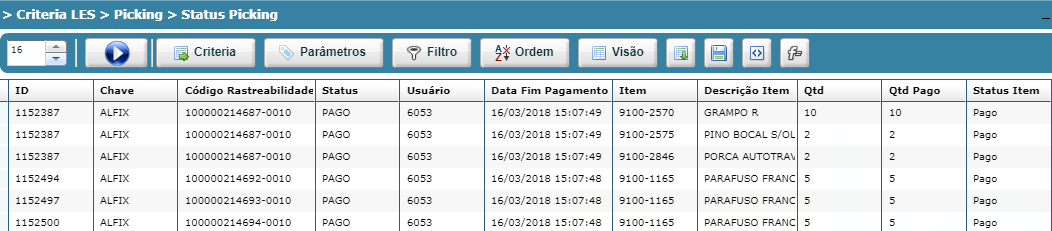 > Criteria LES > Picking > Status Picking
16 Criteria Parâmetros Filtro Ordem Visão
ID Chave Código Rastreabilidade Status Usuário Data Fim Pagamento Item Descrição Item Qtd Qtd Pago Status Item
1152387 ALFIX 100000214687-0010 PAGO 6053 16/03/2018 15:07:49 9100-2570 GRAMPO R 10 10 Pago
1152387 ALFIX 100000214687-0010 PAGO 6053 16/03/2018 15:07:49 9100-2575 PINO BOCAL S/OL 2 2 Pago
1152387 ALFIX 100000214687-0010 PAGO 6053 16/03/2018 15:07:49 9100-2846 PORCA AUTOTRAV 2 2 Pago
1152494 ALFIX 100000214692-0010 PAGO 6053 16/03/2018 15:07:48 9100-1165 PARAFUSO FRANC 5 5 Pago
1152497 ALFIX 100000214693-0010 PAGO 6053 16/03/2018 15:07:48 9100-1165 PARAFUSO FRANC 5 5 Pago
1152500 ALFIX 100000214694-0010 PAGO 6053 16/03/2018 15:07:48 9100-1165 PARAFUSO FRANC 5 5 Pago